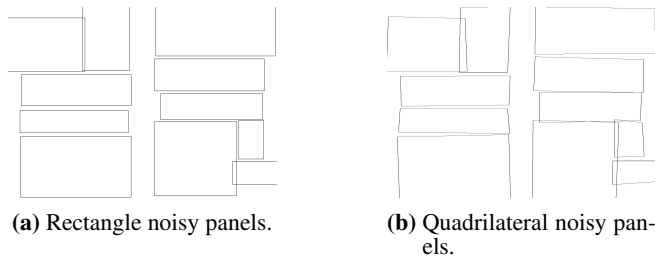 (a) Rectangle noisy panels.
(b) Quadrilateral noisy pan-
els.